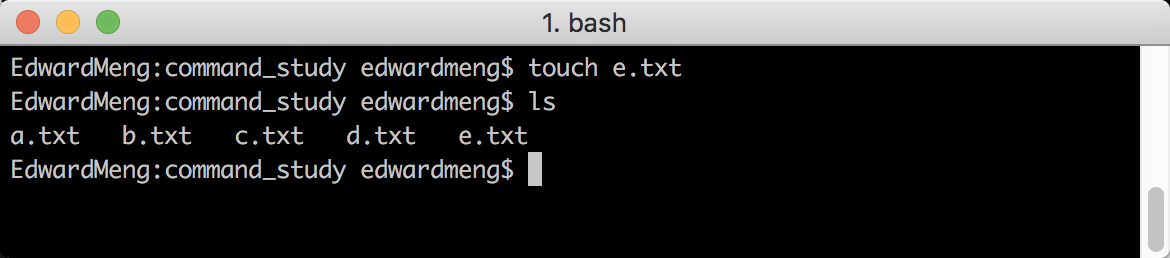 1. bash
EdwardMeng:command_study edwardmeng$ touch e.txt
EdwardMeng:command_study edwardmeng$ ls
a.txt   b.txt   c.txt   d.txt   e.txt
EdwardMeng:command_study edwardmeng$